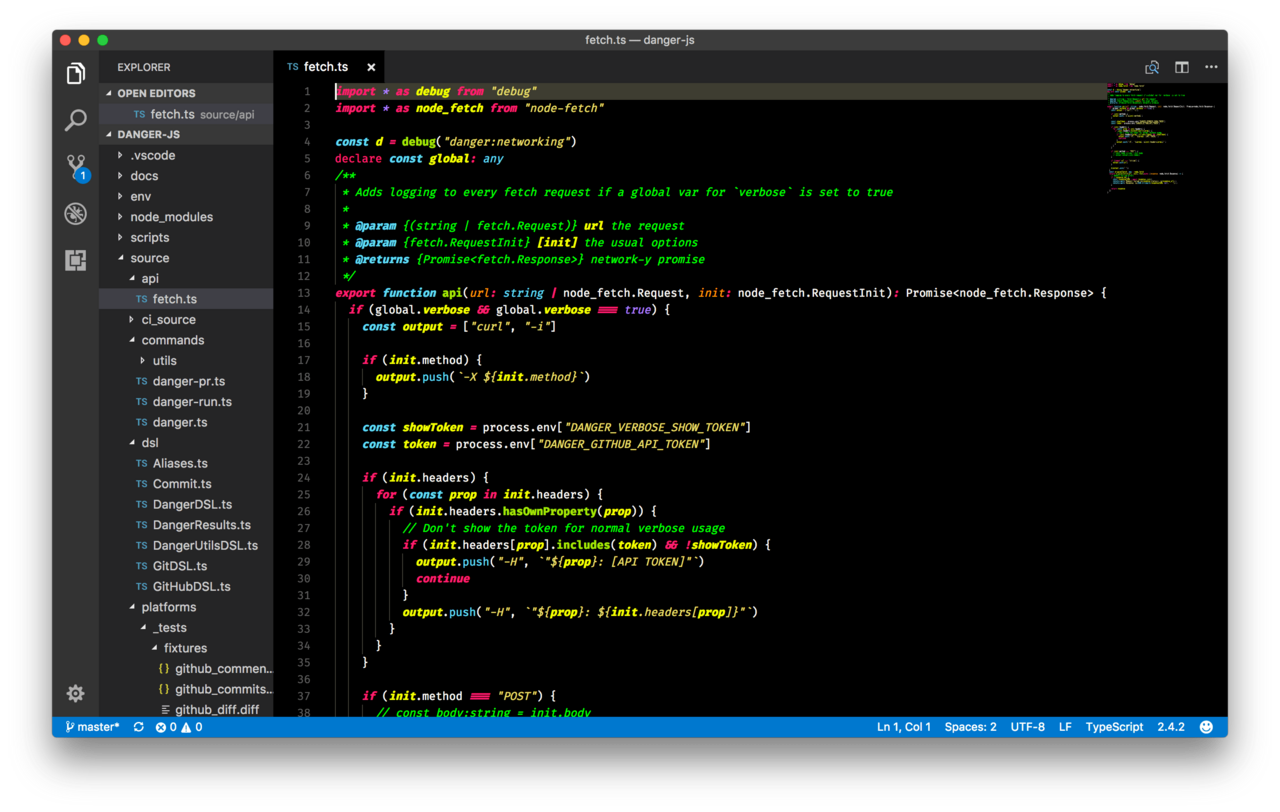 fetch.ts — danger-js
EXPLORER
OPEN EDITORS
TS fetch.ts source/api
DANGER-JS
.vscode
docs
env
node_modules
scripts
source
api
TS fetch.ts
ci_source
commands
utils
TS danger-pr.ts
TS danger-run.ts
TS danger.ts
dsl
TS Aliases.ts
TS Commit.ts
TS DangerDSL.ts
TS DangerResults.ts
TS DangerUtilsDSL.ts
TS GitDSL.ts
TS GitHubDSL.ts
platforms
_tests
fixtures
{} github_commen...
{} github_commits...
github_diff.diff
1
TS fetch.ts ×
1 import * as debug from "debug"
2 import * as node_fetch from "node-fetch"
3
4 const d = debug("danger:networking")
5 declare const global: any
6 /**
7 * Adds logging to every fetch request if a global var for `verbose` is set to true
8 *
9 * @param {(string | fetch.Request)} url the request
10 * @param {fetch.RequestInit} [init] the usual options
11 * @returns {Promise<fetch.Response>} network-y promise
12 */
13 export function api(url: string | node_fetch.Request, init: node_fetch.RequestInit): Promise<node_fetch.Response> {
14 if (global.verbose && global.verbose === true) {
15 const output = ["curl", "-i"]
16
17 if (init.method) {
18 output.push(`-X ${init.method}`)
19 }
20
21 const showToken = process.env["DANGER_VERBOSE_SHOW_TOKEN"]
22 const token = process.env["DANGER_GITHUB_API_TOKEN"]
23
24 if (init.headers) {
25 for (const prop in init.headers) {
26 if (init.headers.hasOwnProperty(prop)) {
27 // Don't show the token for normal verbose usage
28 if (init.headers[prop].includes(token) && !showToken) {
29 output.push("-H", `"${prop}: [API TOKEN]"`)
30 continue
31 }
32 output.push("-H", `"${prop}: ${init.headers[prop]}"`)
33 }
34 }
35 }
36
37 if (init.method === "POST") {
38 // const body:string = init.body
master* 0 0
Ln 1, Col 1 Spaces: 2 UTF-8 LF TypeScript 2.4.2